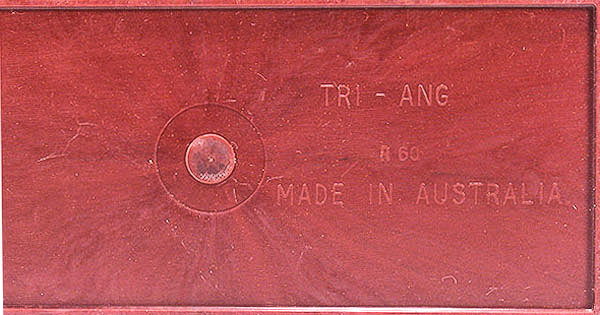 TRI - ANG
R 60
MADE IN AUSTRALIA